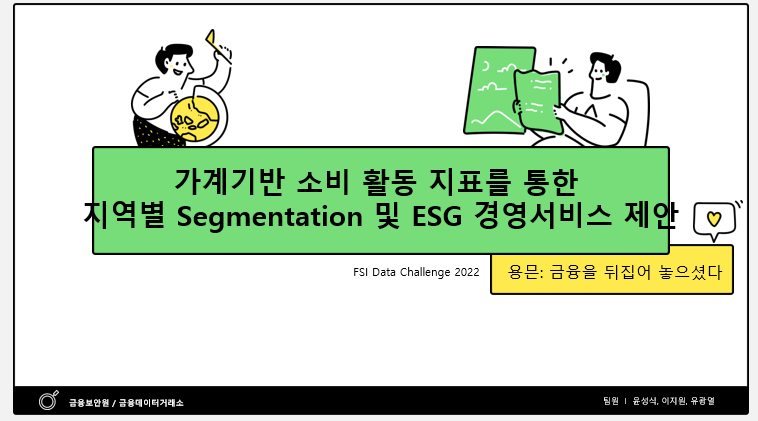 가계기반 소비 활동 지표를 통한
지역별 Segmentation 및 ESG 경영서비스 제안
FSI Data Challenge 2022
용믄: 금융을 뒤집어 놓으셨다
금융보안원 / 금융데이터거래소
팀원 ㅣ 윤성식, 이지원, 유광열